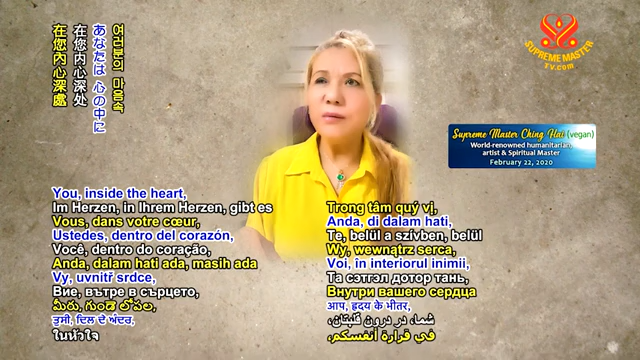 여러분의 마음속
あなたは 心の中に
在您内心深处
在您內心深處
SUPREME MASTER
TV.com
Supreme Master Ching Hai (vegan)
World-renowned humanitarian,
artist & Spiritual Master
February 22, 2020
You, inside the heart,
Im Herzen, in Ihrem Herzen, gibt es
Vous, dans votre cœur,
Ustedes, dentro del corazón,
Você, dentro do coração,
Anda, dalam hati ada, masih ada
Vy, uvnitř srdce,
Вие, вътре в сърцето,
మీరు, గుండె లోపల,
ਤੁਸੀ, ਦਿਲ ਦੇ ਅੰਦਰ,
ในหัวใจ
Trong tâm quý vị,
Anda, di dalam hati,
Te, belül a szívben, belül
Wy, wewnątrz serca,
Voi, în interiorul inimii,
Та сэтгэл дотор тань,
Внутри вашего сердца
आप, हृदय के भीतर,
شما، در درون قلبتان،
في قرارة أنفسكم،